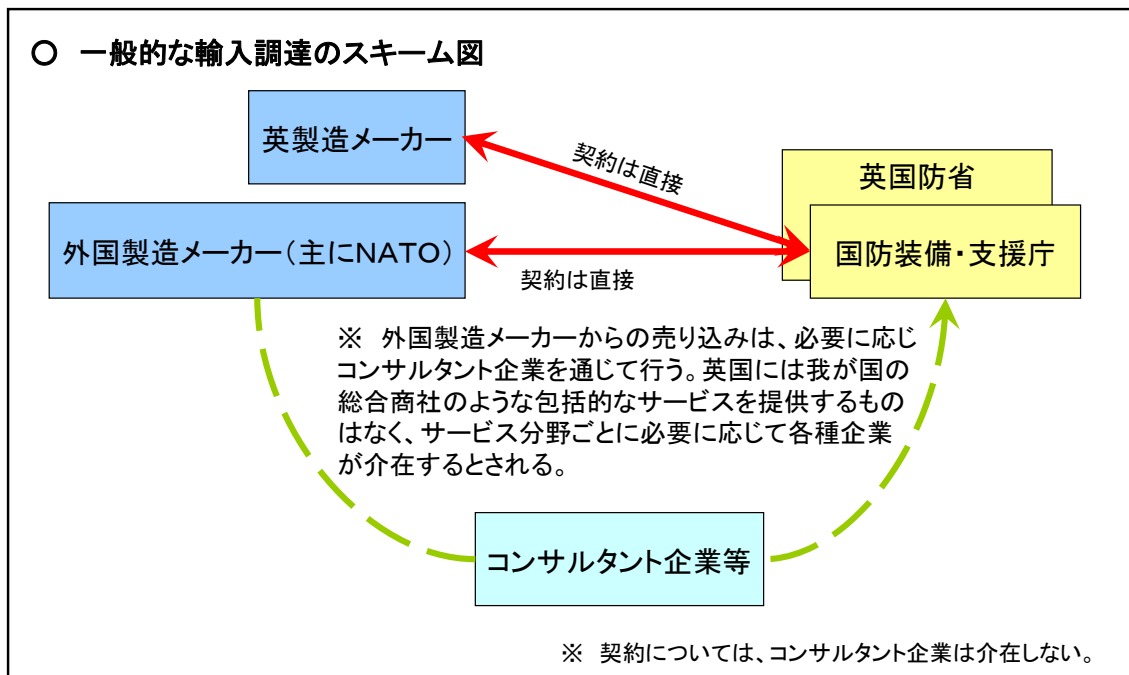 ○ 一般的な輸入調達のスキーム図
英製造メーカー
契約は直接
英国防省
外国製造メーカー(主にNATO)
国防装備・支援庁
契約は直接
※ 外国製造メーカーからの売り込みは、必要に応じ
コンサルタント企業を通じて行う。英国には我が国の
総合商社のような包括的なサービスを提供するもの
はなく、サービス分野ごとに必要に応じて各種企業
が介在するとされる。
コンサルタント企業等
※ 契約については、コンサルタント企業は介在しない。